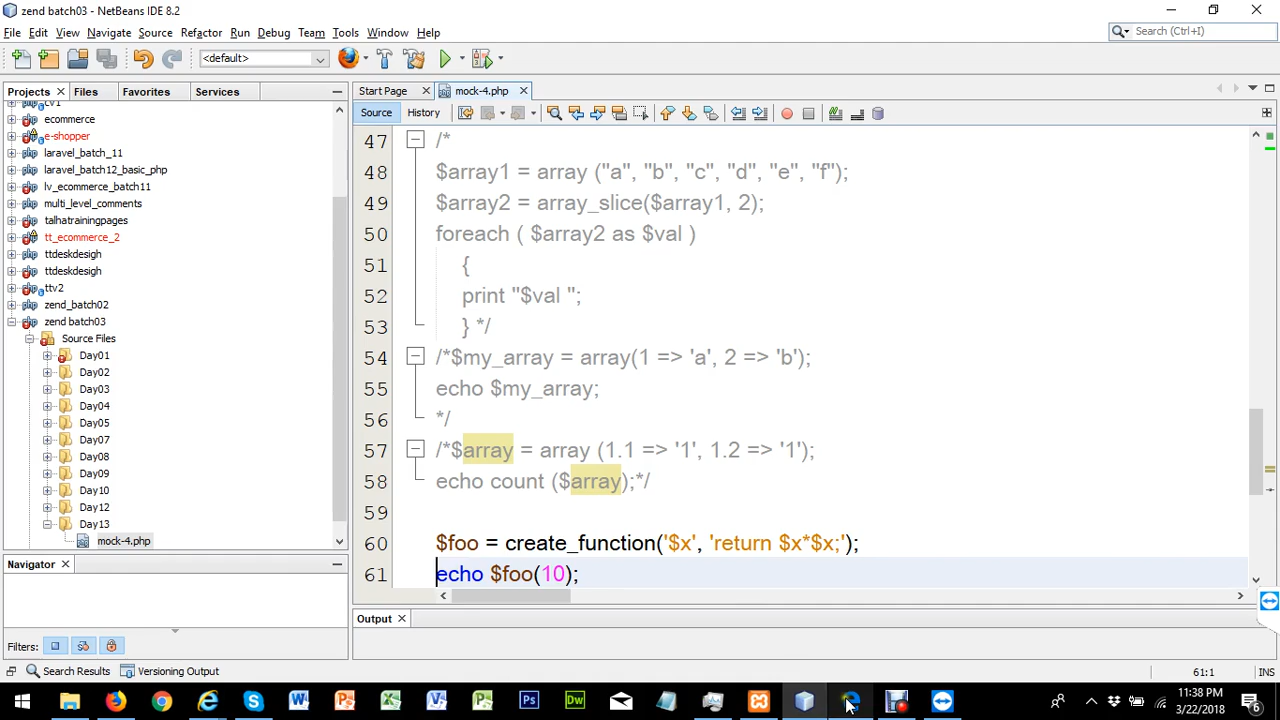 zend batch03 - NetBeans IDE 8.2
File Edit View Navigate Source Refactor Run Debug Team Tools Window Help
Search (Ctrl+I)
<default>
Projects Files Favorites Services
Start Page mock-4.php
Source History
cv1
ecommerce
e-shopper
laravel_batch_11
laravel_batch12_basic_php
lv_ecommerce_batch11
multi_level_comments
talhatrainingpages
tt_ecommerce_2
ttdeskdesigh
ttdeskdesigh
ttv2
zend_batch02
zend batch03
Source Files
Day01
Day02
Day03
Day04
Day05
Day07
Day08
Day09
Day10
Day12
Day13
mock-4.php
47 /*
48 $array1 = array ("a", "b", "c", "d", "e", "f");
49 $array2 = array_slice($array1, 2);
50 foreach ( $array2 as $val )
51 {
52 print "$val ";
53 } */
54 /*$my_array = array(1 => 'a', 2 => 'b');
55 echo $my_array;
56 */
57 /*$array = array (1.1 => '1', 1.2 => '1');
58 echo count ($array);*/
59
60 $foo = create_function('$x', 'return $x*$x;');
61 echo $foo(10);
Navigator
Filters:
Output
Search Results Versioning Output
61:1 INS
11:38 PM
3/22/2018
6